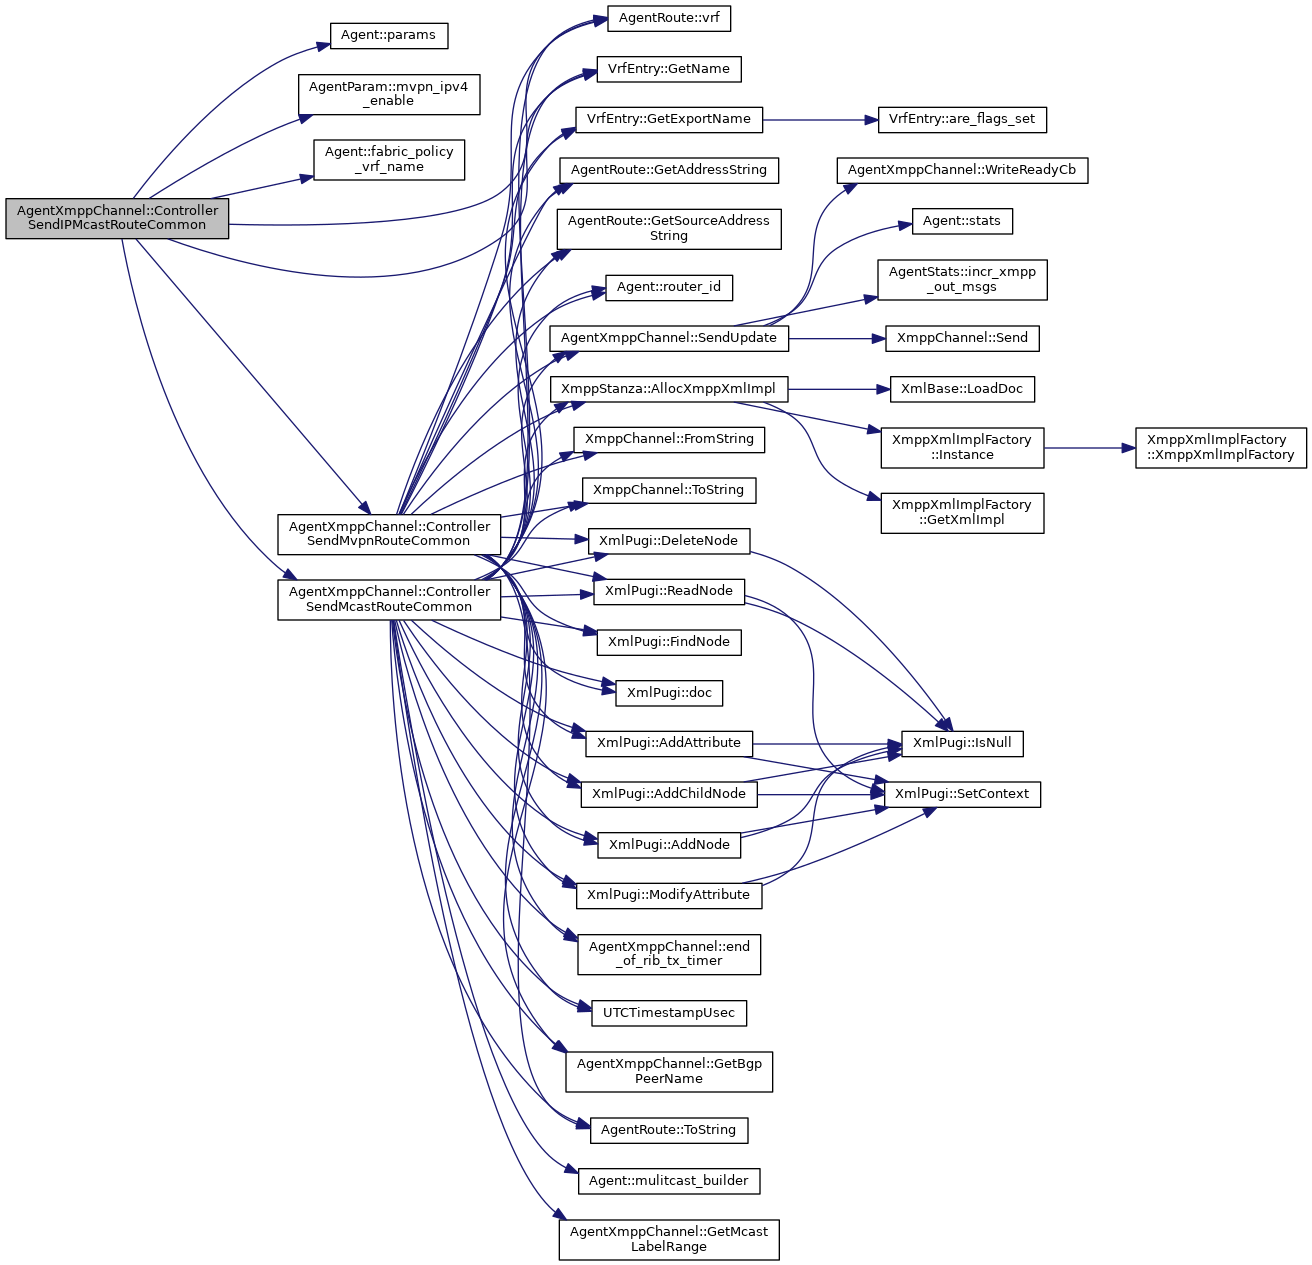 AgentXmppChannel::Controller
SendIPMcastRouteCommon
Agent::params
AgentParam::mvpn_ipv4
_enable
Agent::fabric_policy
_vrf_name
AgentXmppChannel::Controller
SendMvpnRouteCommon
AgentXmppChannel::Controller
SendMcastRouteCommon
AgentRoute::vrf
VrfEntry::GetName
VrfEntry::GetExportName
AgentRoute::GetAddressString
AgentRoute::GetSourceAddress
String
Agent::router_id
AgentXmppChannel::SendUpdate
XmppStanza::AllocXmppXmlImpl
XmppChannel::FromString
XmppChannel::ToString
XmlPugi::DeleteNode
XmlPugi::ReadNode
XmlPugi::FindNode
XmlPugi::doc
XmlPugi::AddAttribute
XmlPugi::AddChildNode
XmlPugi::AddNode
XmlPugi::ModifyAttribute
AgentXmppChannel::end
_of_rib_tx_timer
UTCTimestampUsec
AgentXmppChannel::GetBgp
PeerName
AgentRoute::ToString
Agent::mulitcast_builder
AgentXmppChannel::GetMcast
LabelRange
VrfEntry::are_flags_set
AgentXmppChannel::WriteReadyCb
Agent::stats
AgentStats::incr_xmpp
_out_msgs
XmppChannel::Send
XmlBase::LoadDoc
XmppXmlImplFactory
::Instance
XmppXmlImplFactory
::GetXmlImpl
XmlPugi::IsNull
XmlPugi::SetContext
XmppXmlImplFactory
::XmppXmlImplFactory